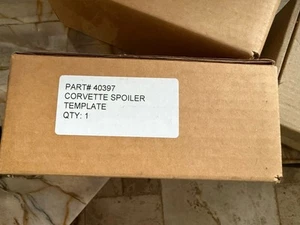 PART# 40397
CORVETTE SPOILER
TEMPLATE
QTY: 1